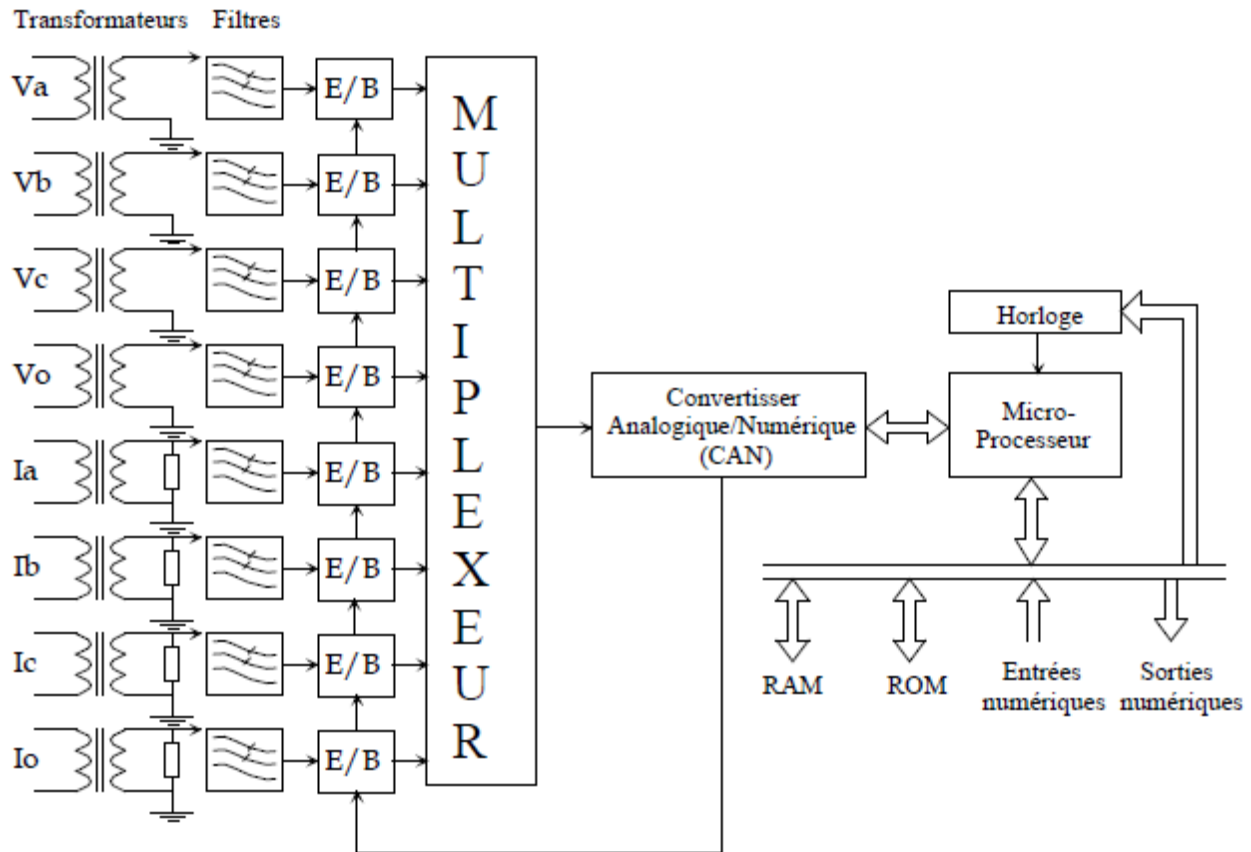 Transformateurs Filtres
Va
E/B
Vb
E/B
Vc
E/B
Vo
E/B
Ia
E/B
Ib
E/B
Ic
E/B
Io
E/B
M
U
L
T
I
P
L
E
X
E
U
R
Convertisser
Analogique/Numérique
(CAN)
Horloge
Micro-
Processeur
RAM
ROM
Entrées
numériques
Sorties
numériques